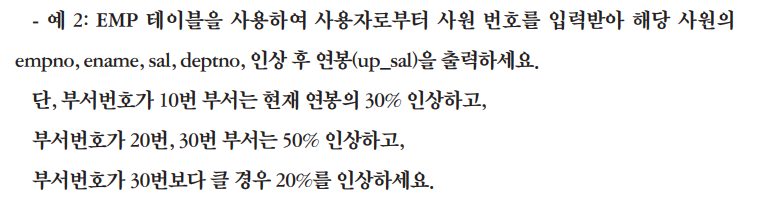 - 예 2: EMP 테이블을 사용하여 사용자로부터 사원 번호를 입력받아 해당 사원의
empno, ename, sal, deptno, 인상 후 연봉(up_sal)을 출력하세요.
단, 부서번호가 10번 부서는 현재 연봉의 30% 인상하고,
부서번호가 20번, 30번 부서는 50% 인상하고,
부서번호가 30번보다 클 경우 20%를 인상하세요.